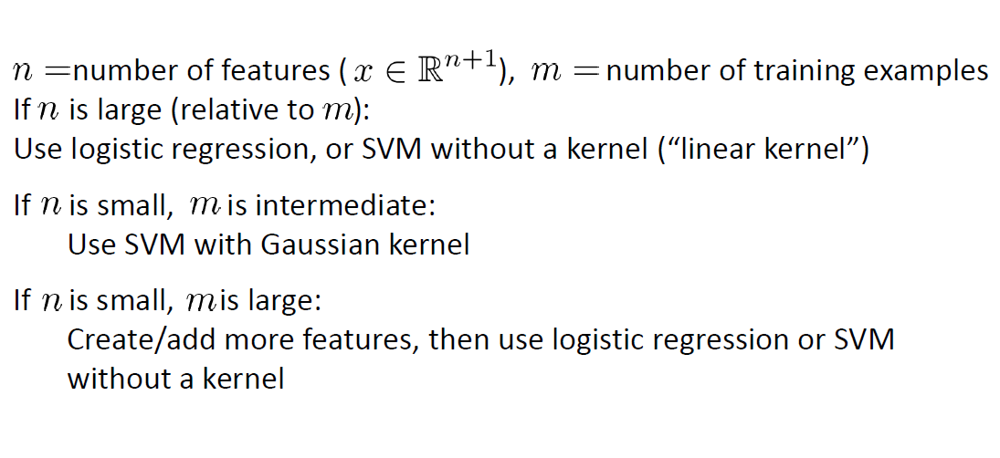 n =number of features ( x ∈ ℝⁿ⁺¹), m = number of training examples
If n is large (relative to m):
Use logistic regression, or SVM without a kernel (“linear kernel”)
If n is small, m is intermediate:
Use SVM with Gaussian kernel
If n is small, m is large:
Create/add more features, then use logistic regression or SVM
without a kernel